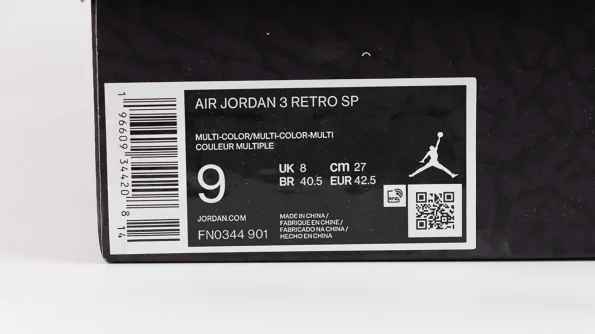 AIR JORDAN 3 RETRO SP
MULTI-COLOR/MULTI-COLOR-MULTI
COULEUR MULTIPLE
9
UK 8 cm 27
BR 40.5 EUR 42.5
RFID
JORDAN.COM
FN0344 901
MADE IN CHINA /
FABRIQUE EN CHINE /
FABRICADO NA CHINA /
HECHO EN CHINA
1 96609 34420 8 14